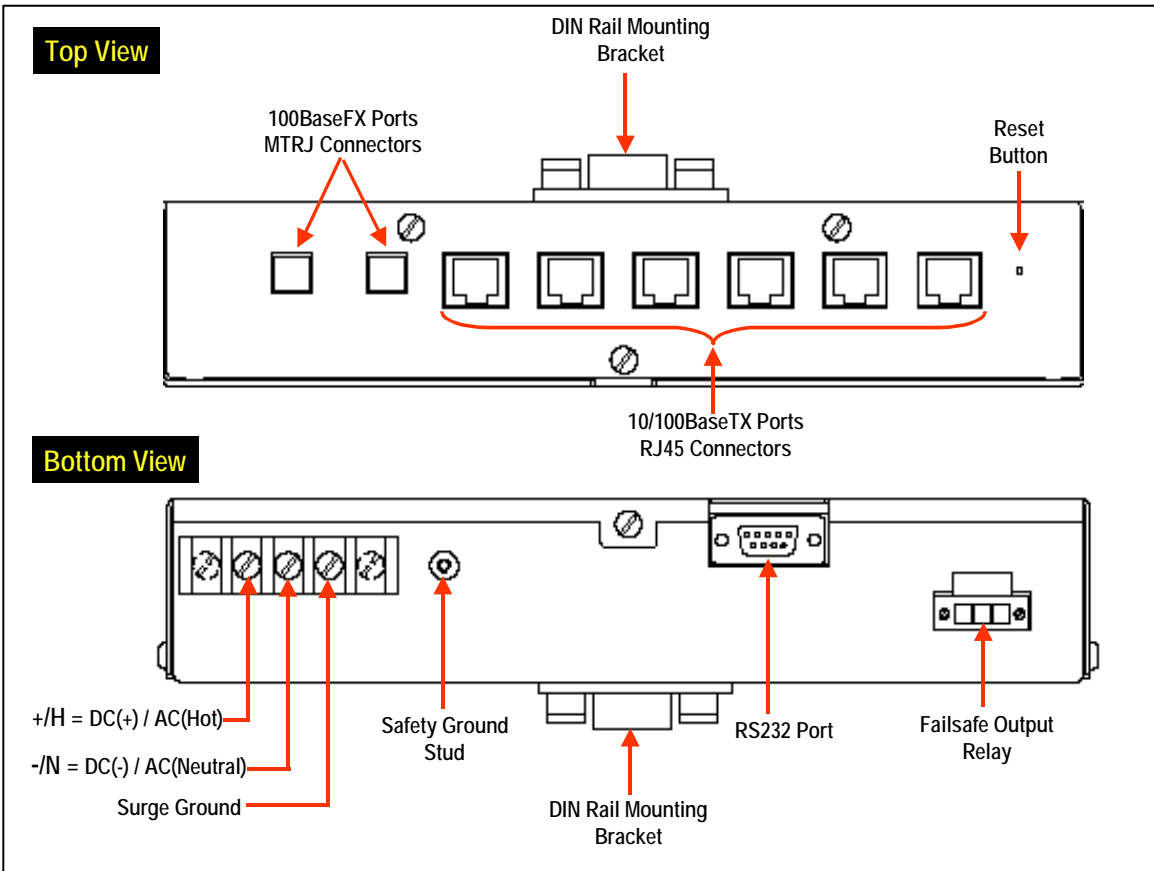 Top View
DIN Rail Mounting
Bracket
100BaseFX Ports
MTRJ Connectors
Reset
Button
10/100BaseTX Ports
RJ45 Connectors
Bottom View
+/H = DC(+) / AC(Hot)
-/N = DC(-) / AC(Neutral)
Surge Ground
Safety Ground
Stud
DIN Rail Mounting
Bracket
RS232 Port
Failsafe Output
Relay